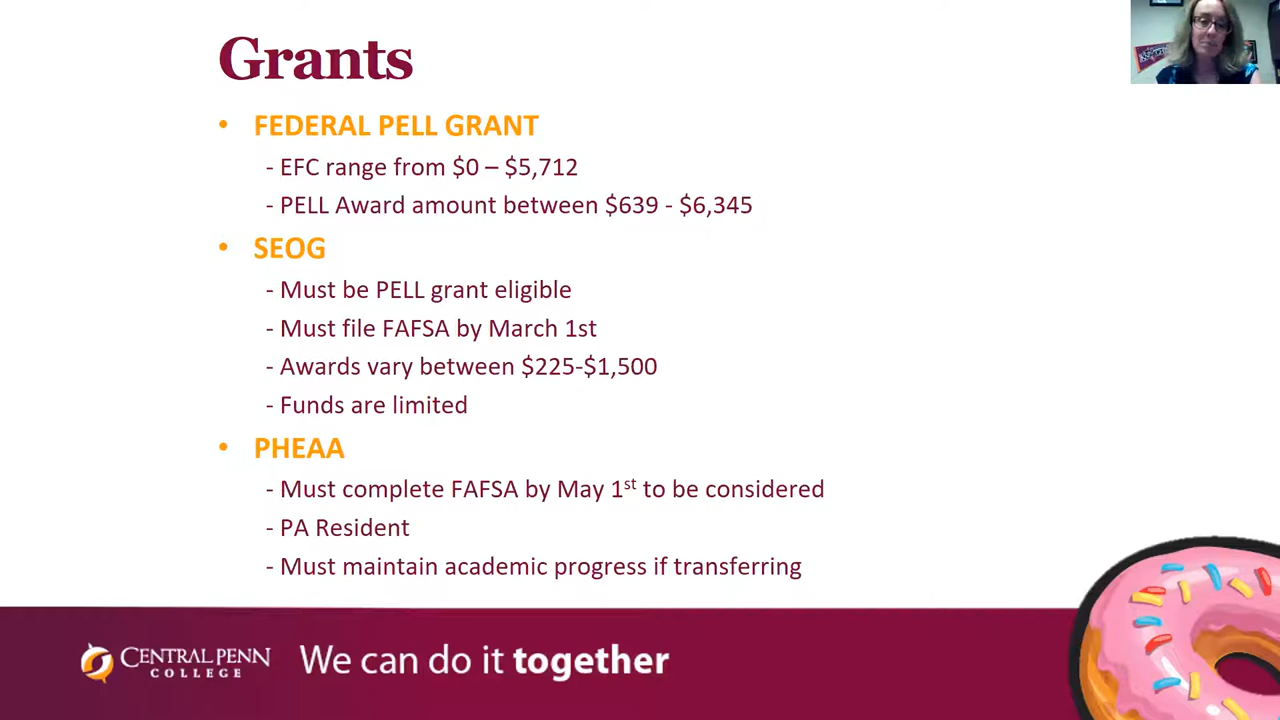 Grants
• FEDERAL PELL GRANT
- EFC range from $0 – $5,712
- PELL Award amount between $639 - $6,345
• SEOG
- Must be PELL grant eligible
- Must file FAFSA by March 1st
- Awards vary between $225-$1,500
- Funds are limited
• PHEAA
- Must complete FAFSA by May 1st to be considered
- PA Resident
- Must maintain academic progress if transferring
CENTRAL PENN
COLLEGE
We can do it together